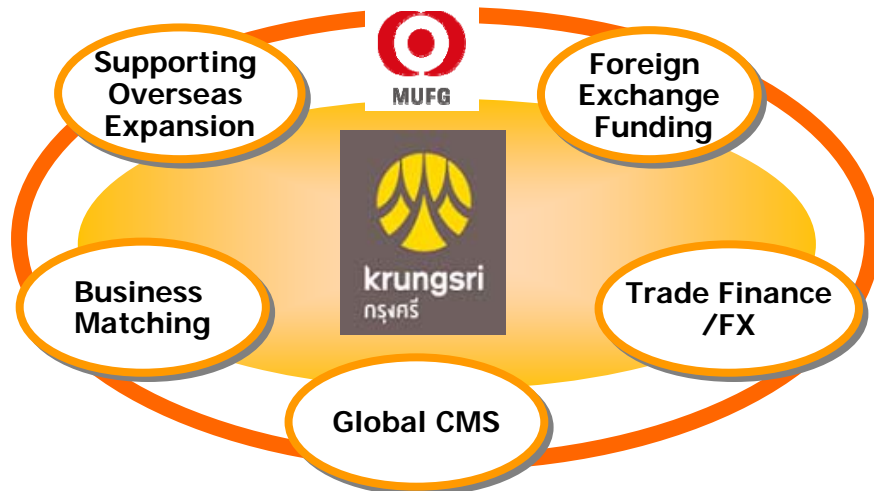 MUFG
Supporting
Overseas
Expansion
Foreign
Exchange
Funding
krungsri
กรุงศรี
Business
Matching
Trade Finance
/FX
Global CMS